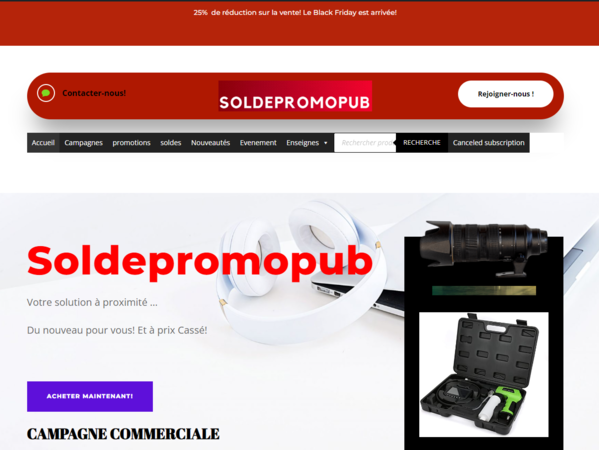 25% de réduction sur la vente! Le Black Friday est arrivée!
Contacter-nous!
SOLDEPROMOPUB
Rejoigner-nous !
Accueil Campagnes promotions soldes Nouveautés Evenement Enseignes Rechercher prod RECHERCHE Canceled subscription
Soldepromopub
Votre solution à proximité ...
Du nouveau pour vous! Et à prix Cassé!
ACHETER MAINTENANT!
CAMPAGNE COMMERCIALE